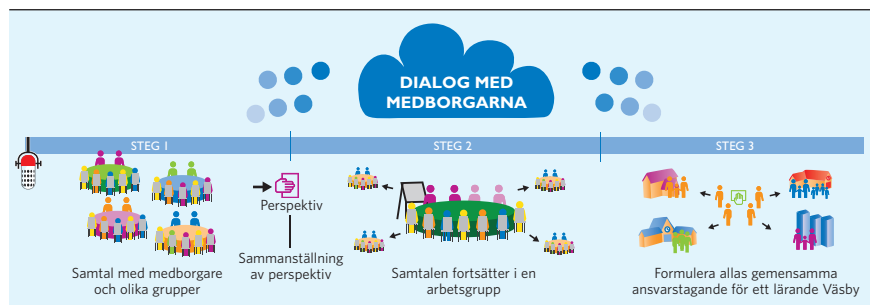 DIALOG MED
MEDBORGARNA
STEG 1
STEG 2
STEG 3
Perspektiv
Samtal med medborgare
och olika grupper
Sammanställning
av perspektiv
Samtalen fortsätter i en
arbetsgrupp
Formulera allas gemensamma
ansvarstagande för ett lärande Väsby